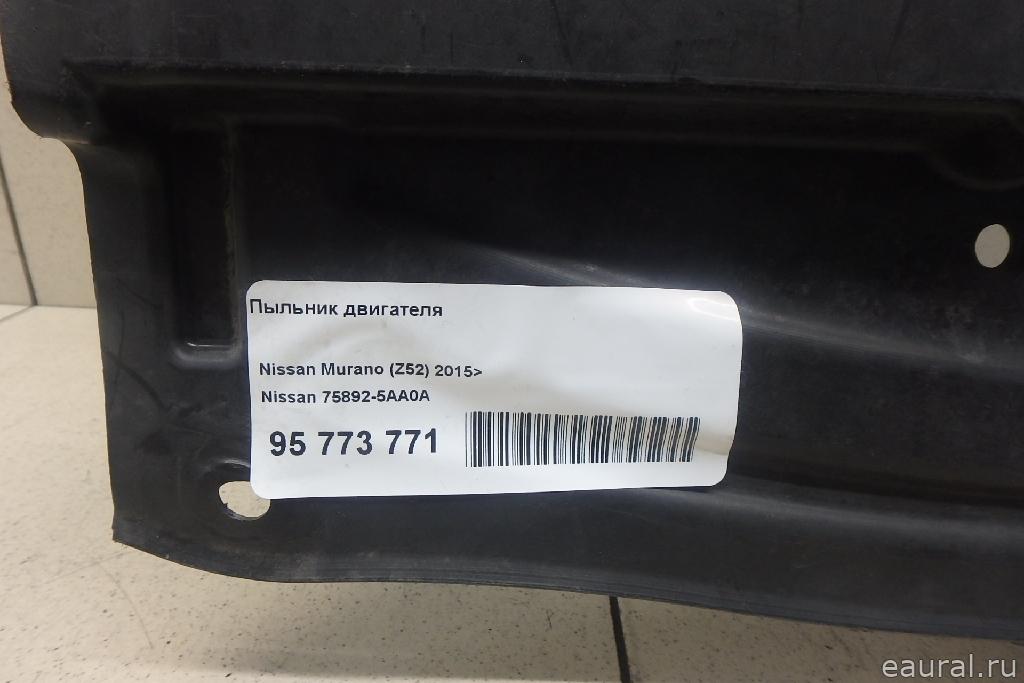 Пыльник двигателя
Nissan Murano (Z52) 2015>
Nissan 75892-5AA0A
95 773 771
eaural.ru